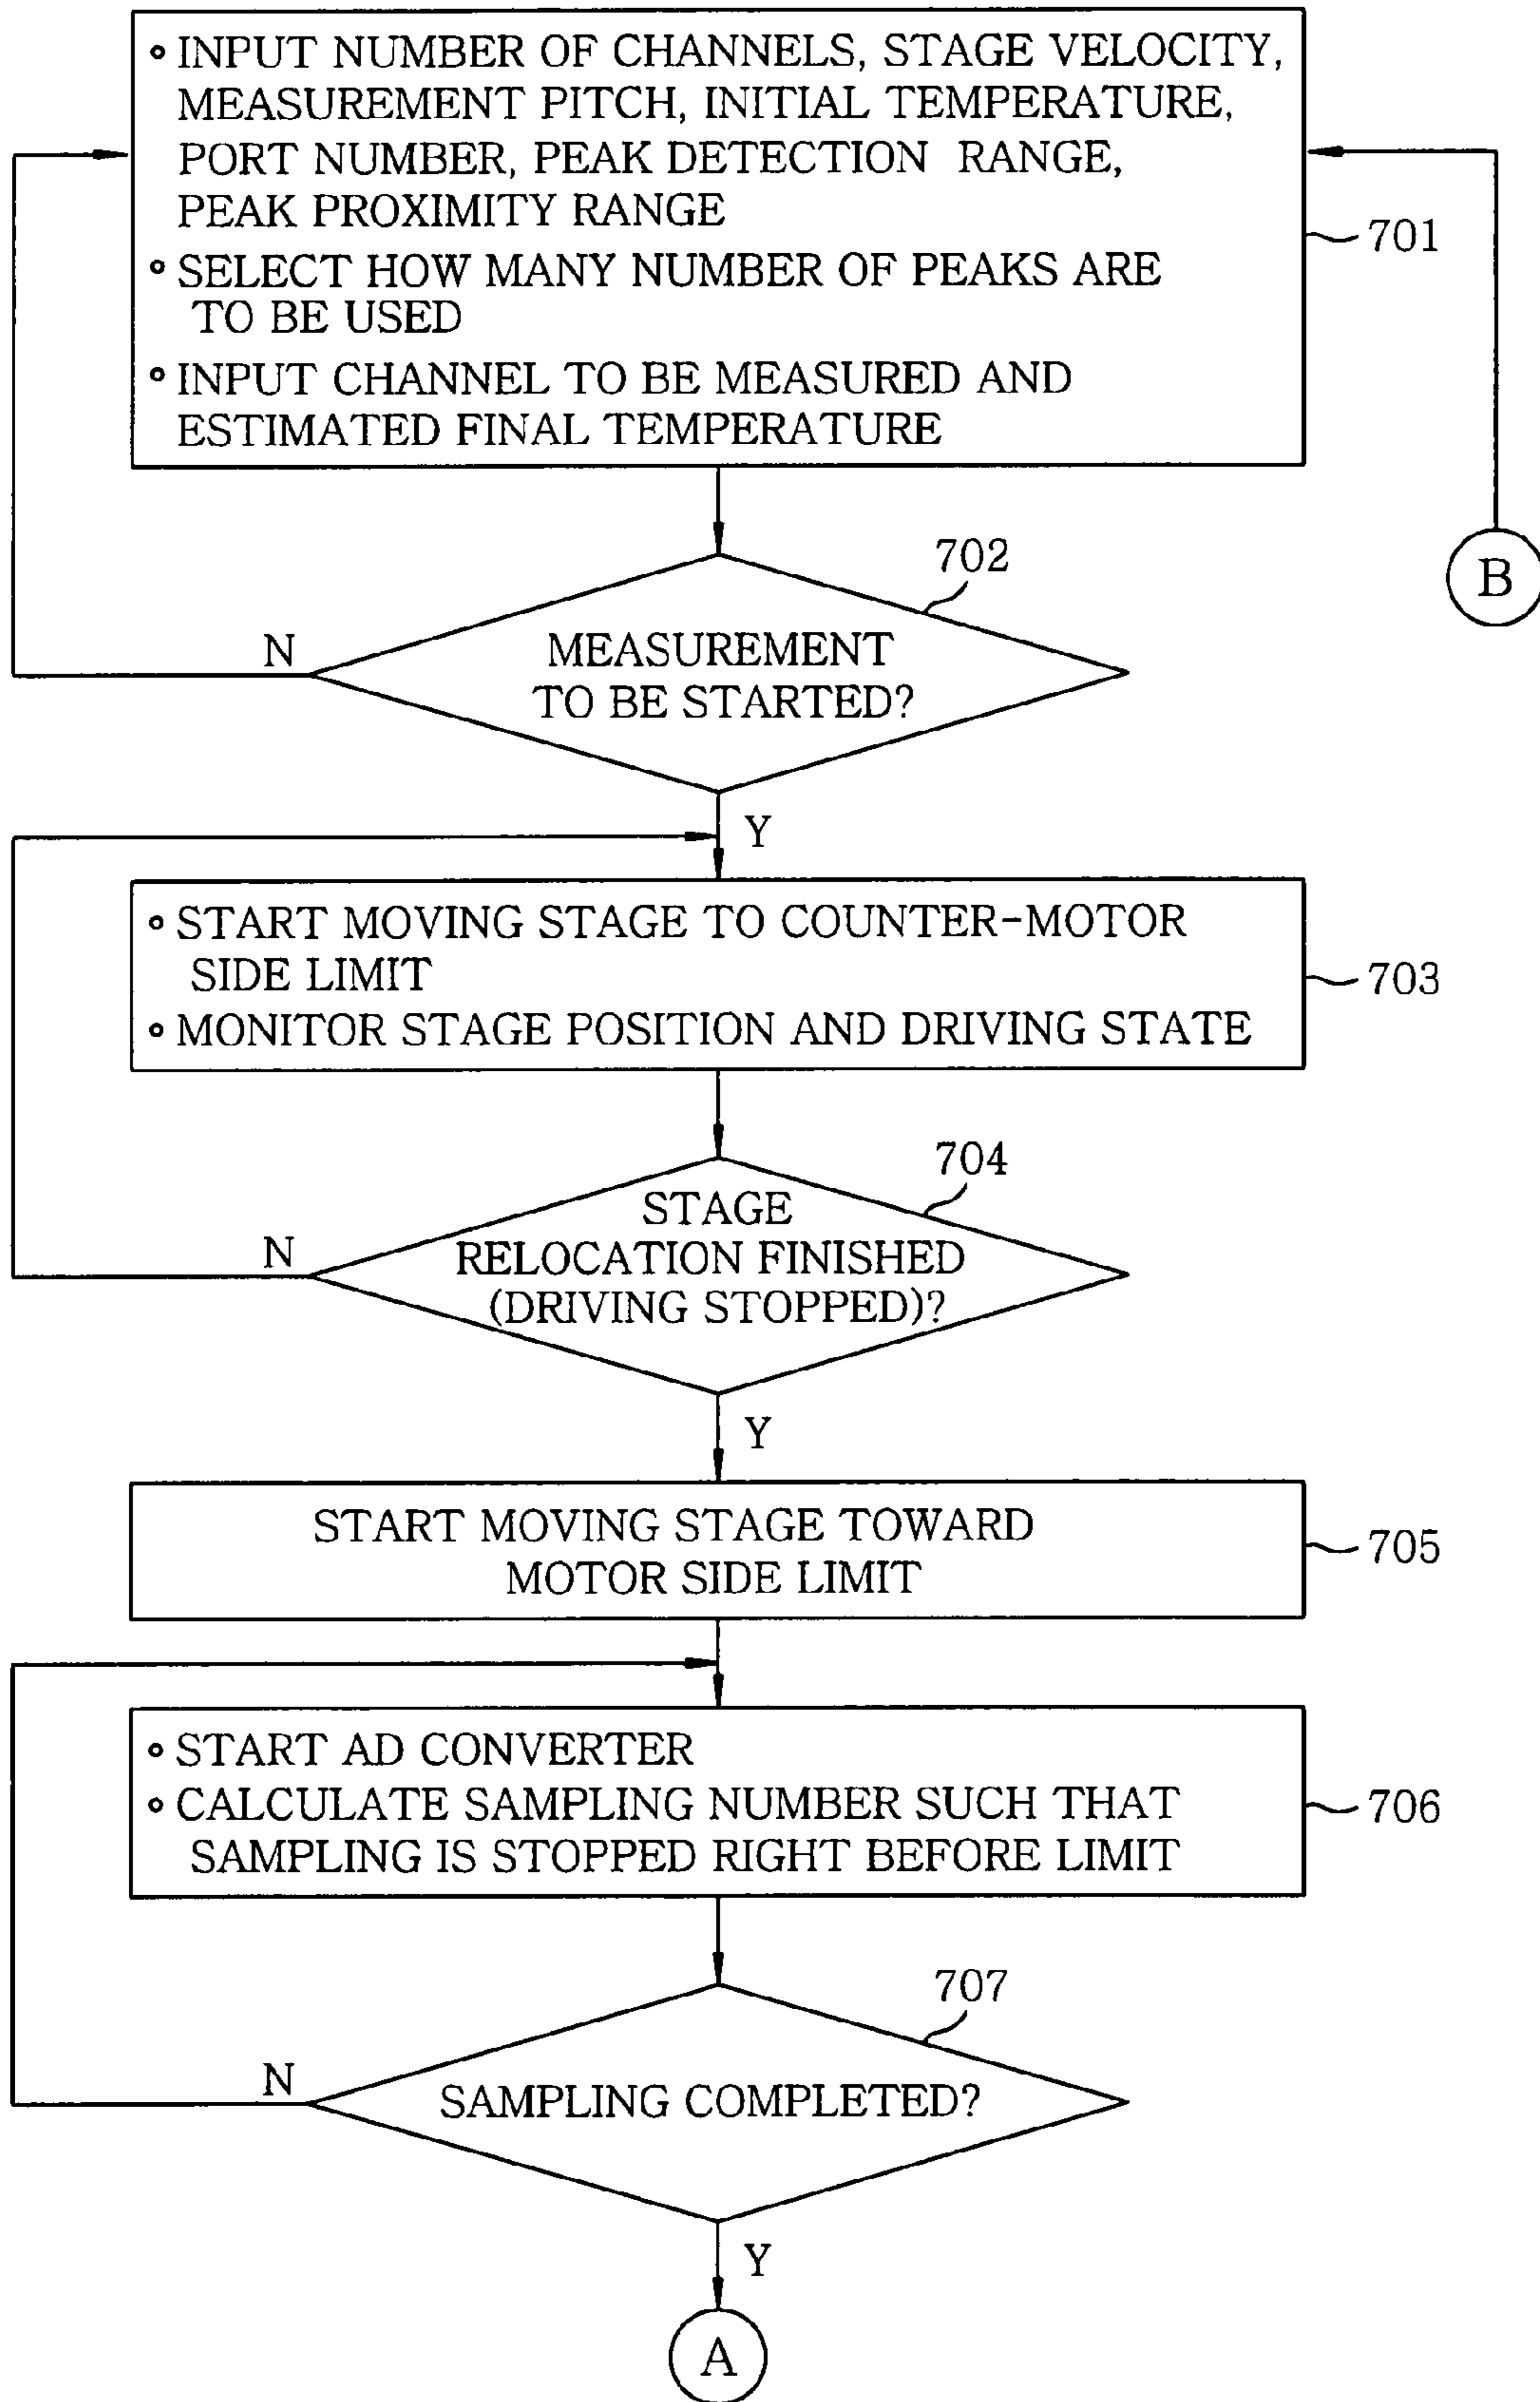 ∘ INPUT NUMBER OF CHANNELS, STAGE VELOCITY,
MEASUREMENT PITCH, INITIAL TEMPERATURE,
PORT NUMBER, PEAK DETECTION RANGE,
PEAK PROXIMITY RANGE
701
∘ SELECT HOW MANY NUMBER OF PEAKS ARE
TO BE USED
∘ INPUT CHANNEL TO BE MEASURED AND
ESTIMATED FINAL TEMPERATURE
702
B
N
MEASUREMENT
TO BE STARTED?
Y
∘ START MOVING STAGE TO COUNTER-MOTOR
SIDE LIMIT
703
∘ MONITOR STAGE POSITION AND DRIVING STATE
704
N
STAGE
RELOCATION FINISHED
(DRIVING STOPPED)?
Y
START MOVING STAGE TOWARD
MOTOR SIDE LIMIT
705
∘ START AD CONVERTER
∘ CALCULATE SAMPLING NUMBER SUCH THAT
SAMPLING IS STOPPED RIGHT BEFORE LIMIT
706
707
N
SAMPLING COMPLETED?
Y
A